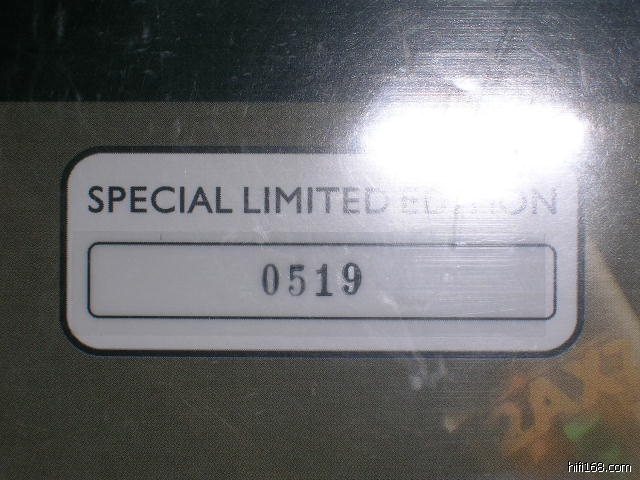 SPECIAL LIMITED EDITION
0519
hifi168.com